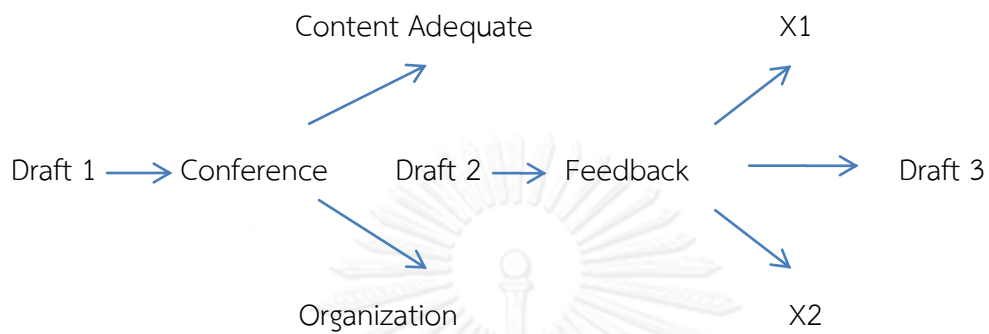 Content Adequate X1
Draft 1 Conference Draft 2 Feedback Draft 3
Organization X2